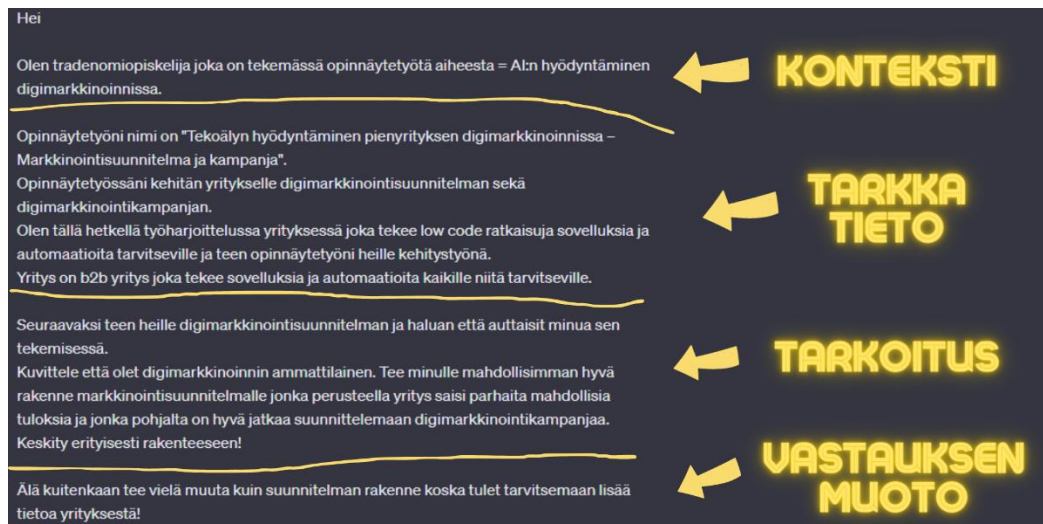 Hei
Olen tradenomiopiskelija joka on tekemässä opinnäytetyötä aiheesta = AI:n hyödyntäminen
digimarkkinoinnissa.
KONTEKSTI
Opinnäytetyöni nimi on "Tekoälyn hyödyntäminen pienyrityksen digimarkkinoinnissa –
Markkinointisuunnitelma ja kampanja".
Opinnäytetyössäni kehitän yritykselle digimarkkinointisuunnitelman sekä
digimarkkinointikampanjan.
Olen tällä hetkellä työharjoittelussa yrityksessä joka tekee low code ratkaisuja sovelluksia ja
automaatioita tarvitseville ja teen opinnäytetyöni heille kehitystyönä.
Yritys on b2b yritys joka tekee sovelluksia ja automaatioita kaikille niitä tarvitseville.
TARKKA
TIETO
Seuraavaksi teen heille digimarkkinointisuunnitelman ja haluan että auttaisit minua sen
tekemisessä.
Kuvittele että olet digimarkkinoinnin ammattilainen. Tee minulle mahdollisimman hyvä
rakenne markkinointisuunnitelmalle jonka perusteella yritys saisi parhaita mahdollisia
tuloksia ja jonka pohjalta on hyvä jatkaa suunnittelemaan digimarkkinointikampanjaa.
Keskity erityisesti rakenteeseen!
TARKOITUS
Älä kuitenkaan tee vielä muuta kuin suunnitelman rakenne koska tulet tarvitsemaan lisää
tietoa yrityksestä!
VASTAUKSEN
MUOTO